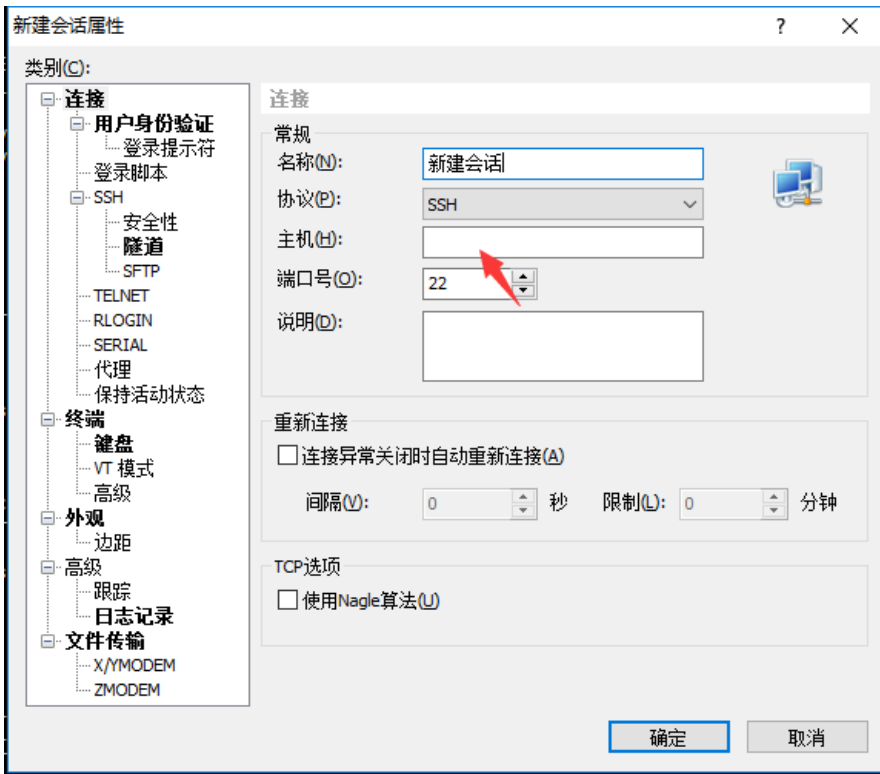 新建会话属性
类别(C):
连接
用户身份验证
登录提示符
登录脚本
SSH
安全性
隧道
SFTP
TELNET
RLOGIN
SERIAL
代理
保持活动状态
终端
键盘
VT 模式
高级
外观
边距
高级
跟踪
日志记录
文件传输
X/YMODEM
ZMODEM
连接
常规
名称(N): 新建会话
协议(P): SSH
主机(H):
端口号(O): 22
说明(D):
重新连接
连接异常关闭时自动重新连接(A)
间隔(V): 0 秒 限制(L): 0 分钟
TCP选项
使用Nagle算法(U)
确定 取消